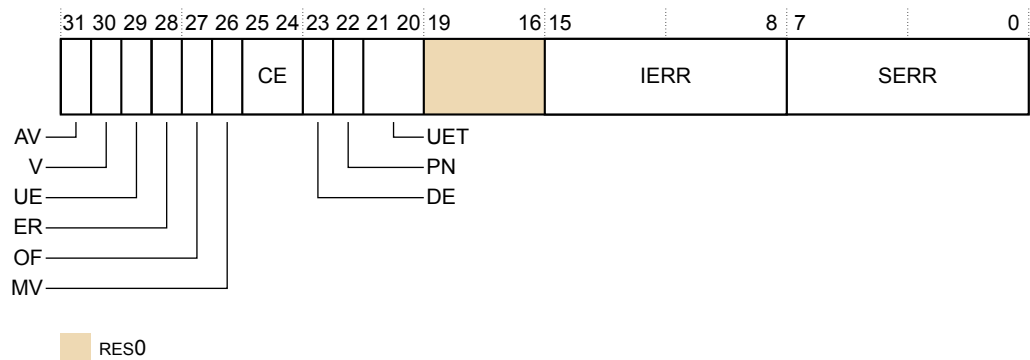 31 30 29 28 27 26 25 24 23 22 21 20 19 16 15 8 7 0
CE IERR SERR
AV UET
V PN
UE DE
ER
OF
MV
RES0